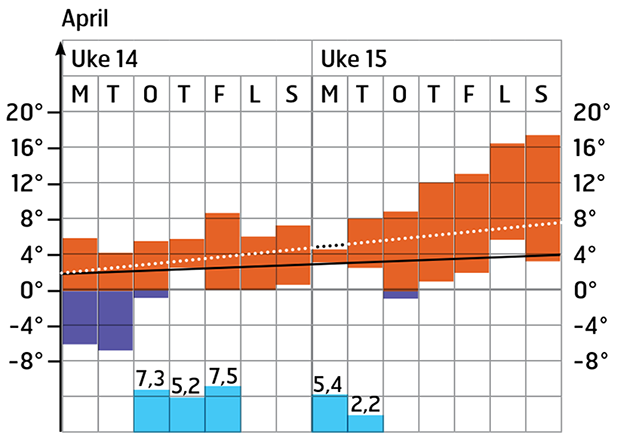 April
Uke 14 Uke 15
M T O T F L S M T O T F L S
20° 20°
16° 16°
12° 12°
8° 8°
4° 4°
0° 0°
-4° -4°
-8° -8°
7,3 5,2 7,5 5,4 2,2